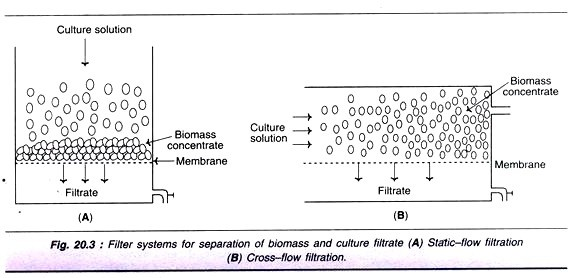 Culture solution
Biomass
concentrate
Membrane
Filtrate
(A)
Biomass
concentrate
Culture
solution
Membrane
Filtrate
(B)
Fig. 20.3 : Filter systems for separation of biomass and culture filtrate (A) Static–flow filtration
(B) Cross–flow filtration.